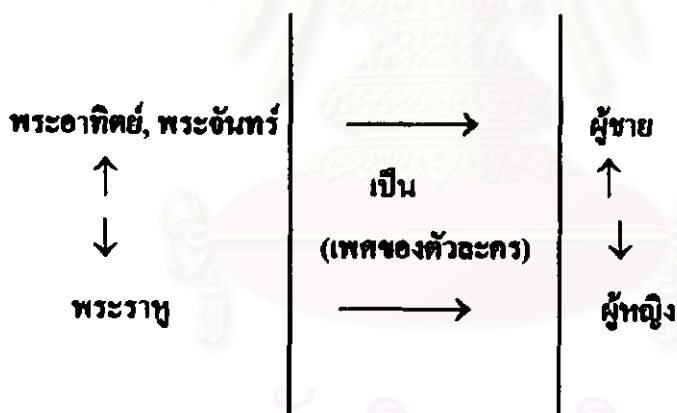 พระอาทิตย์, พระจันทร์ ⟶ ผู้ชาย
↑ เป็น ↑
↓ (เพศของตัวละคร) ↓
พระราหู ⟶ ผู้หญิง